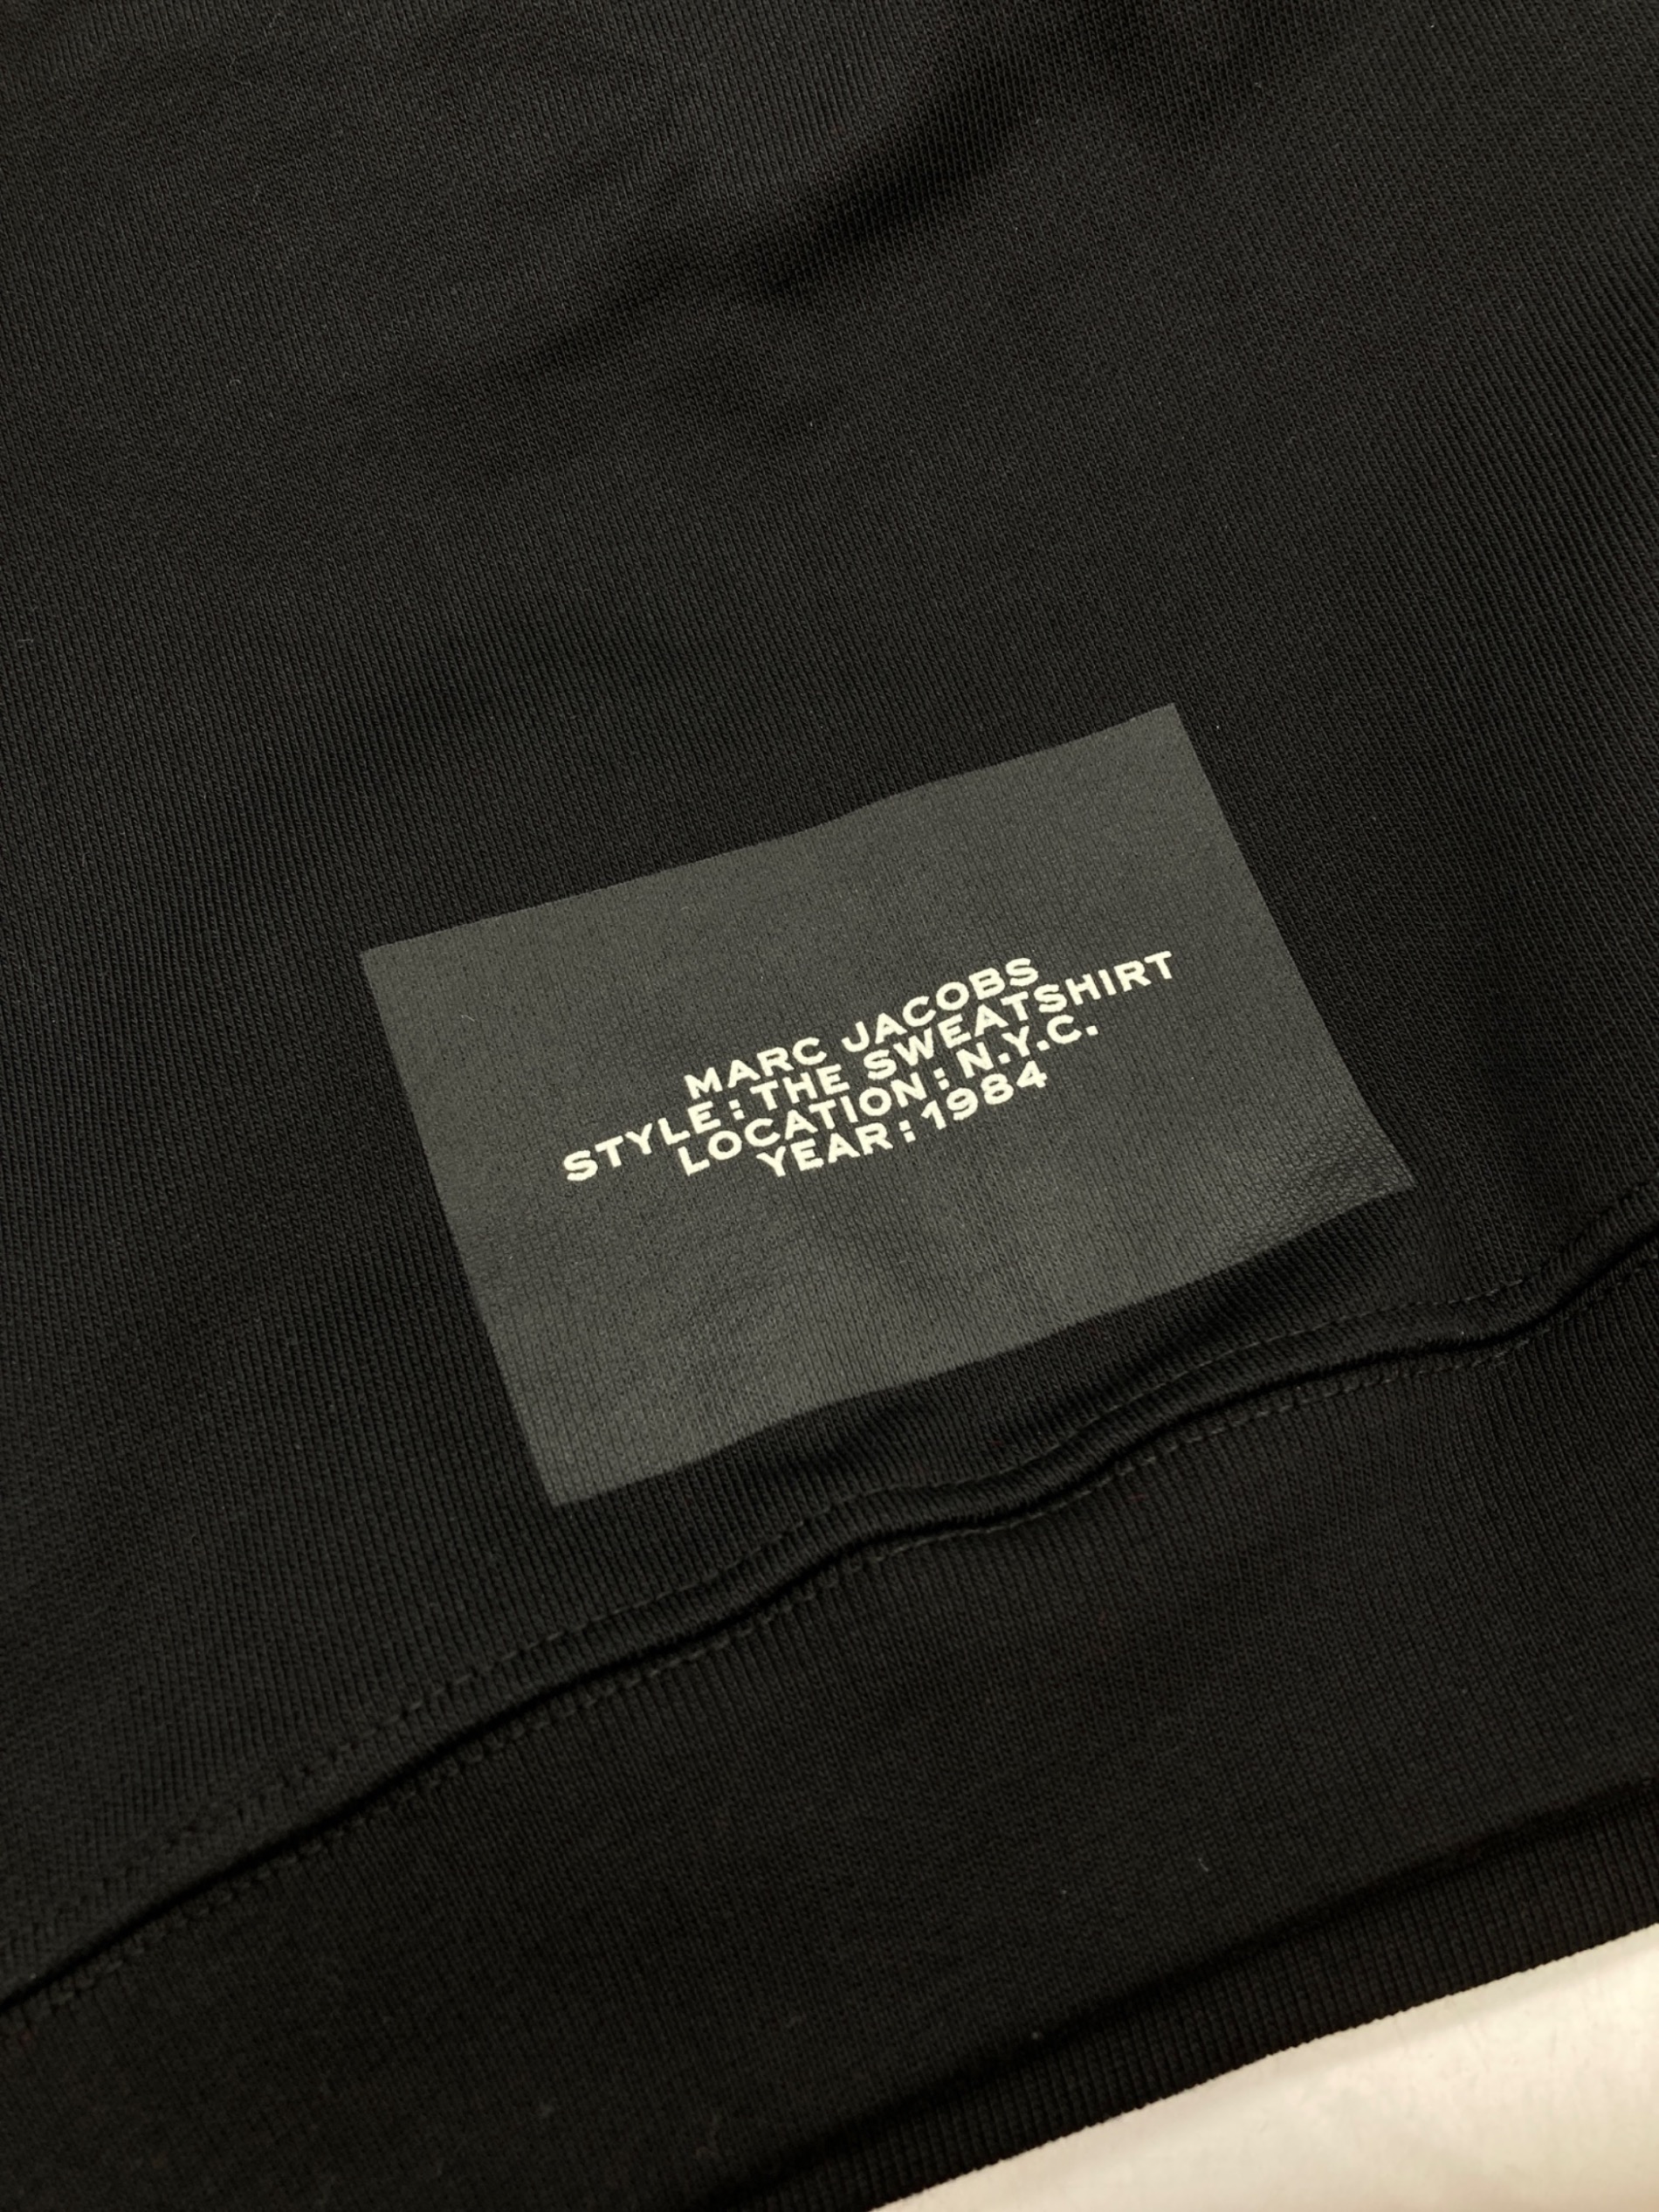 MARC JACOBS
STYLE : THE SWEATSHIRT
LOCATION : N.Y.C.
YEAR : 1984